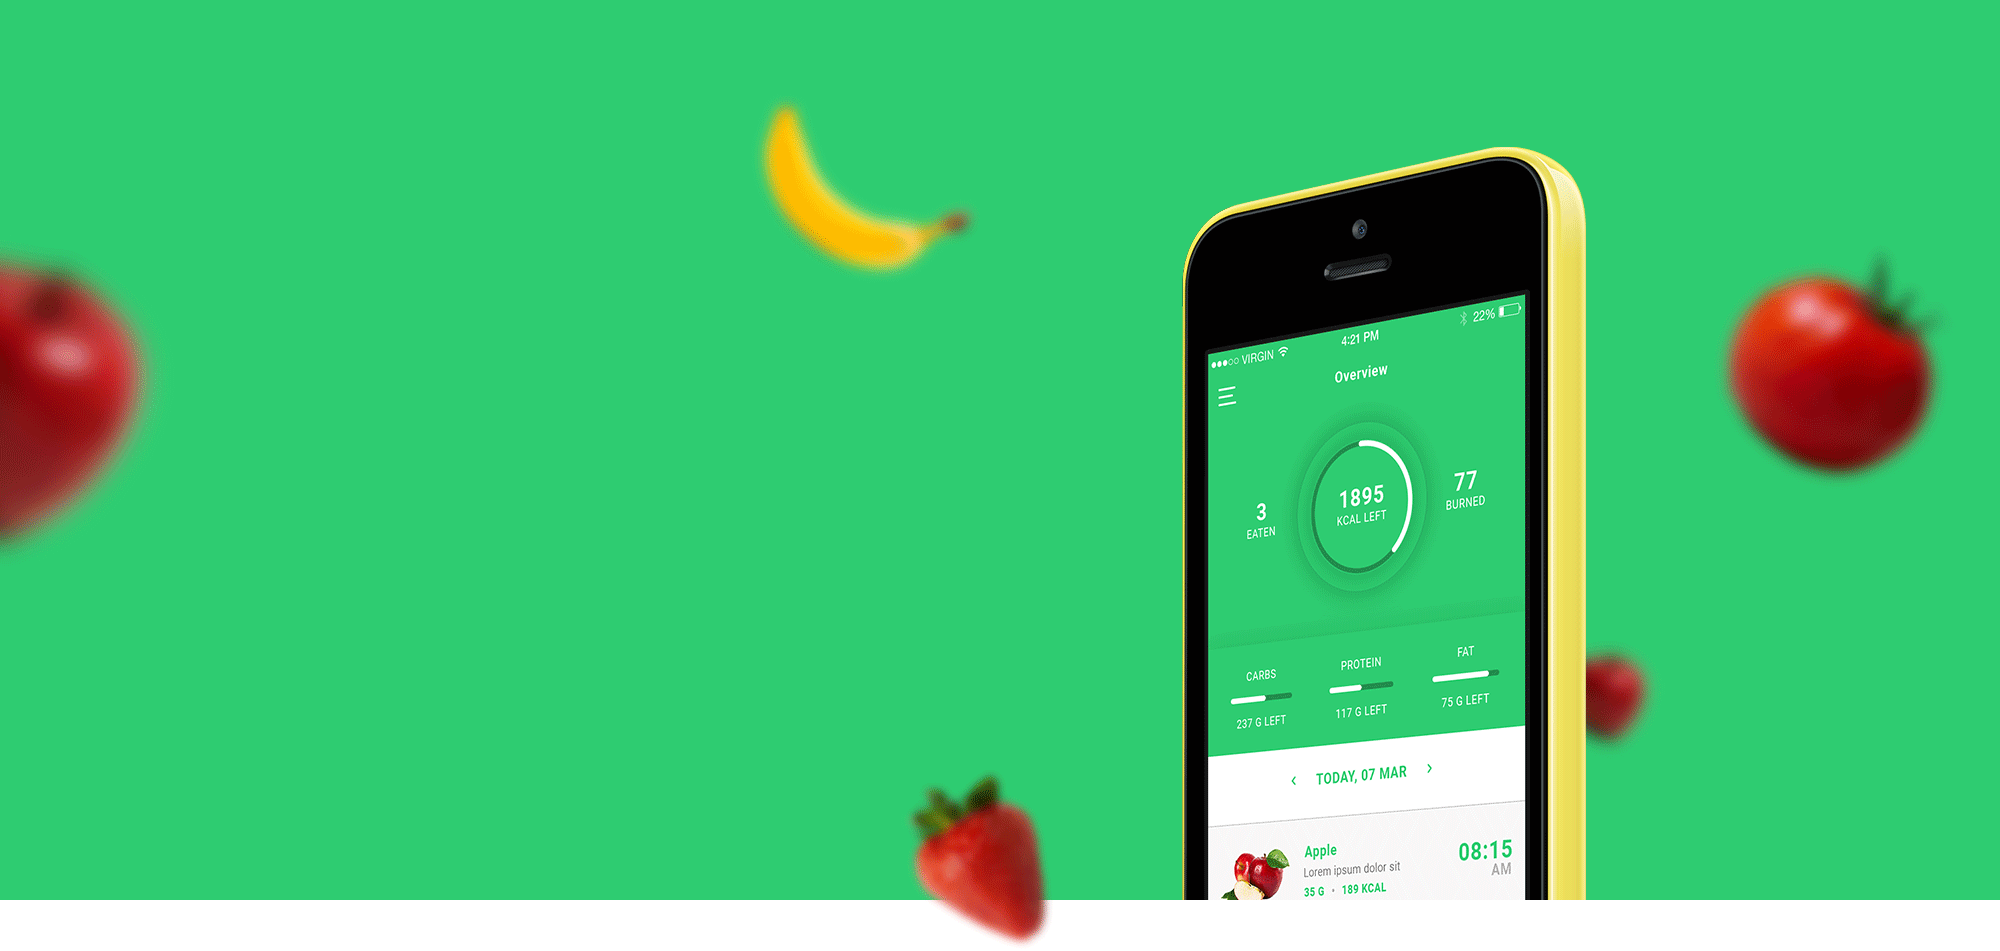 VIRGIN 4:21 PM 22%
Overview
3
EATEN
1895
KCAL LEFT
77
BURNED
CARBS
237 G LEFT
PROTEIN
117 G LEFT
FAT
75 G LEFT
< TODAY, 07 MAR >
Apple
Lorem ipsum dolor sit
35 G • 189 KCAL
08:15
AM